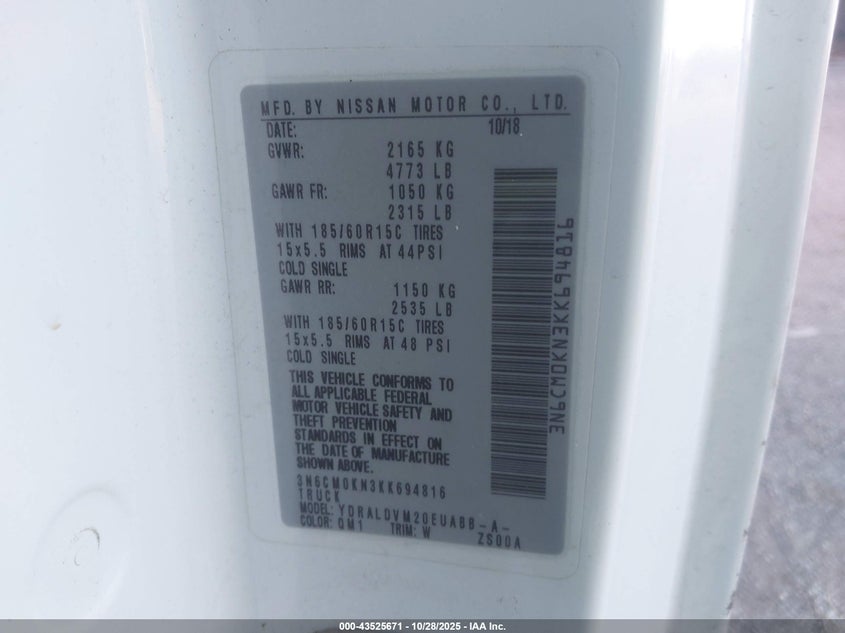 MFD. BY NISSAN MOTOR CO., LTD.
DATE: 10/18
GVWR: 2165 KG
4773 LB
GAWR FR: 1050 KG
2315 LB
WITH 185/60R15C TIRES
15x5.5 RIMS AT 44PSI
COLD SINGLE
GAWR RR: 1150 KG
2535 LB
WITH 185/60R15C TIRES
15x5.5 RIMS AT 48 PSI
COLD SINGLE
THIS VEHICLE CONFORMS TO
ALL APPLICABLE FEDERAL
MOTOR VEHICLE SAFETY AND
THEFT PREVENTION
STANDARDS IN EFFECT ON
THE DATE OF MANUFACTURE
SHOWN ABOVE.
3N6CM0KN3KK694816
TRUCK
MODEL: YDRALDVM20EUABB-A-
COLOR: QM1 TRIM: W ZS00A
3N6CM0KN3KK694816
000-43525671 - 10/28/2025 - IAA Inc.